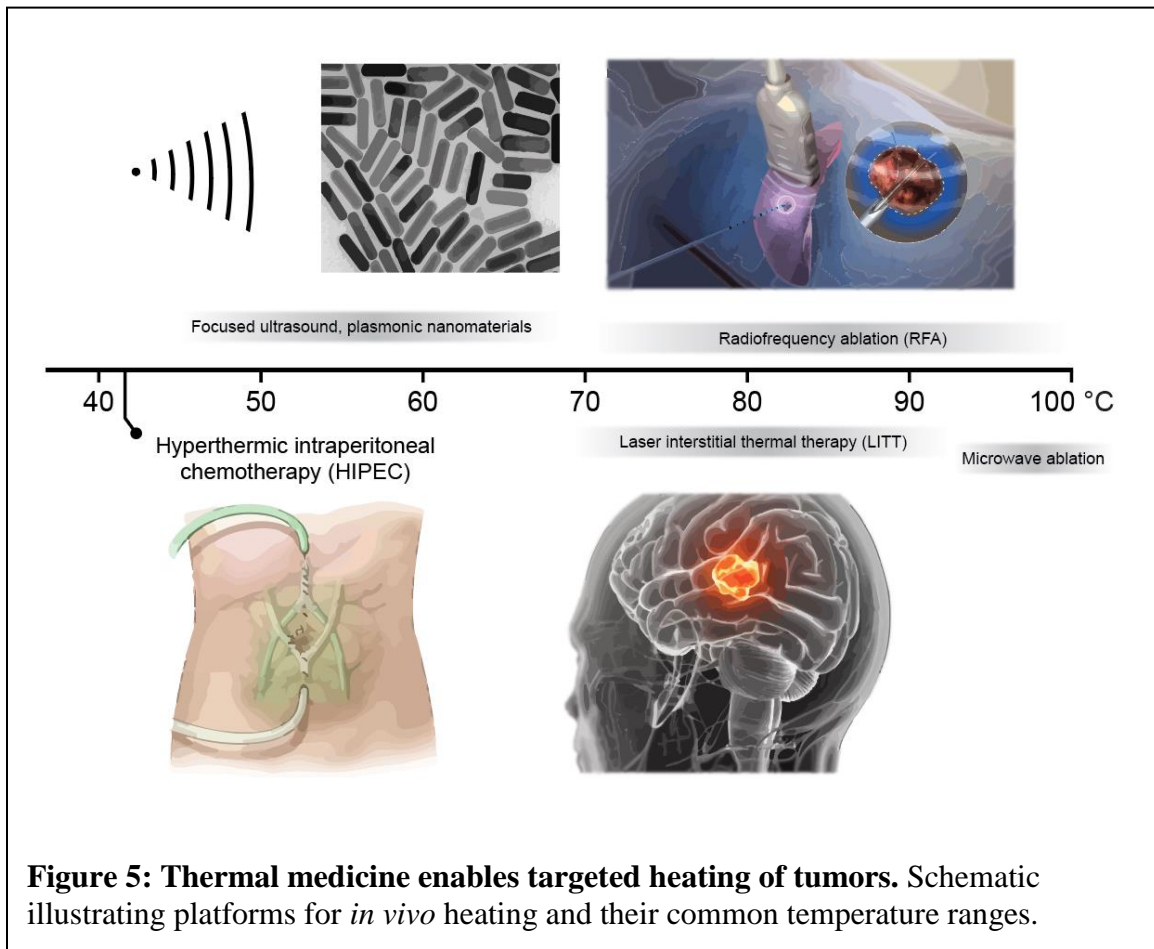 Focused ultrasound, plasmonic nanomaterials
Radiofrequency ablation (RFA)
40 50 60 70 80 90 100 °C
Hyperthermic intraperitoneal
chemotherapy (HIPEC)
Laser interstitial thermal therapy (LITT)
Microwave ablation
Figure 5: Thermal medicine enables targeted heating of tumors. Schematic
illustrating platforms for in vivo heating and their common temperature ranges.